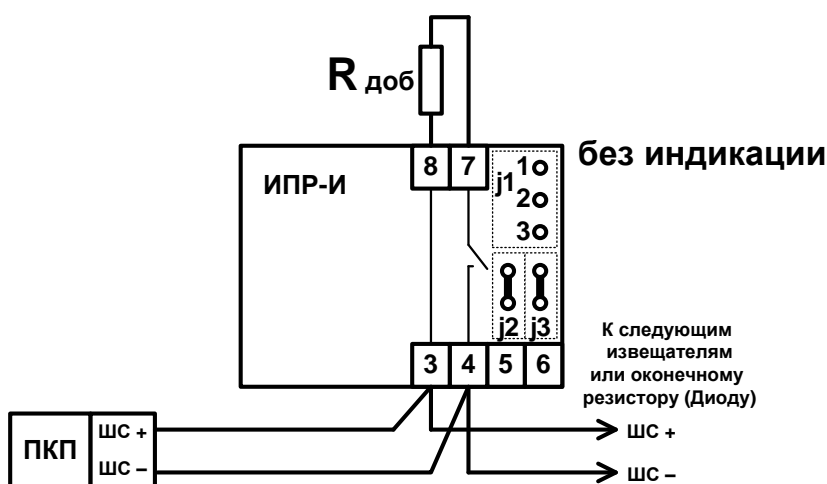 R доб
без индикации
ИПР-И
8 7
j1
1
2
3
j2 j3
3 4 5 6
К следующим
извещателям
или оконечному
резистору (Диоду)
ПКП
ШС +
ШС –
ШС +
ШС –